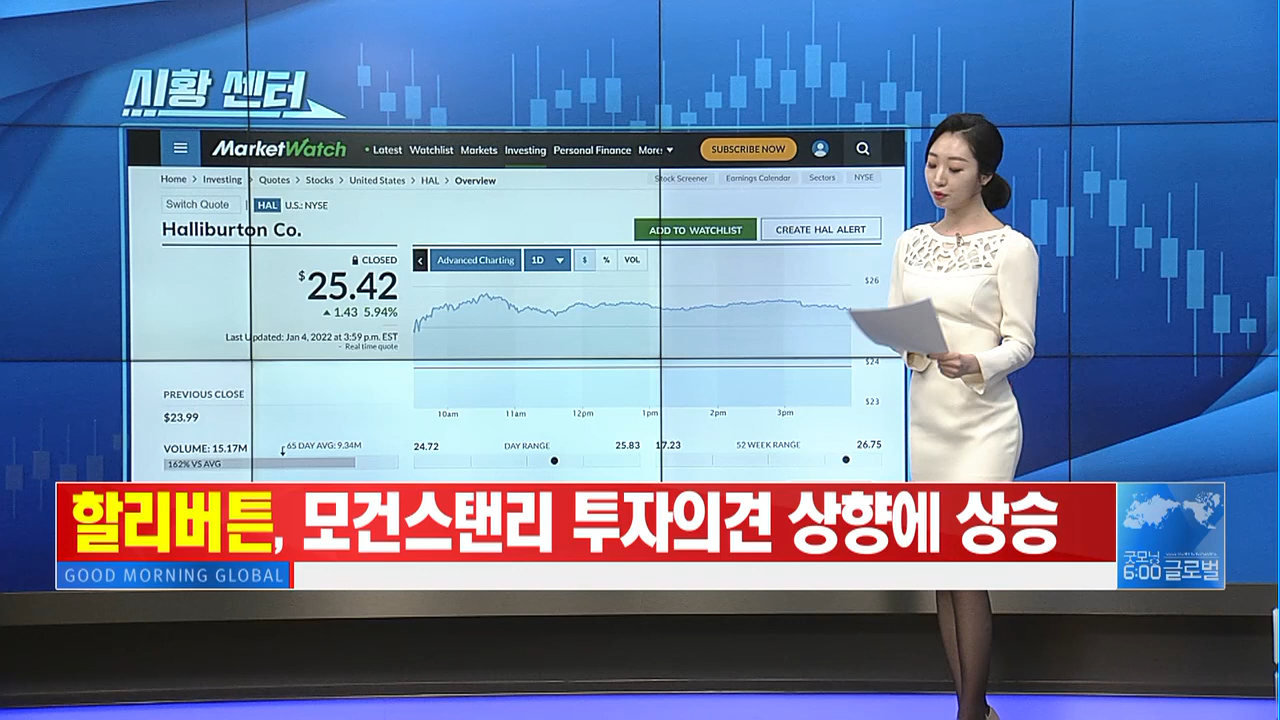 시황 센터
MarketWatch
• Latest Watchlist Markets Investing Personal Finance More ▼
SUBSCRIBE NOW
Home > Investing > Quotes > Stocks > United States > HAL > Overview
Stock Screener Earnings Calendar Sectors NYSE
Switch Quote | HAL U.S.: NYSE
Halliburton Co.
ADD TO WATCHLIST CREATE HAL ALERT
CLOSED
$25.42
▲ 1.43 5.94%
Last Updated: Jan 4, 2022 at 3:59 p.m. EST
- Real time quote
Advanced Charting 1D ▼ $ % VOL
$26
$24
$23
10am 11am 12pm 1pm 2pm 3pm
PREVIOUS CLOSE
$23.99
VOLUME: 15.17M
65 DAY AVG: 9.34M
162% VS AVG
24.72 DAY RANGE 25.83
17.23 52 WEEK RANGE 26.75
할리버튼, 모건스탠리 투자의견 상향에 상승
GOOD MORNING GLOBAL
굿모닝
6:00 글로벌